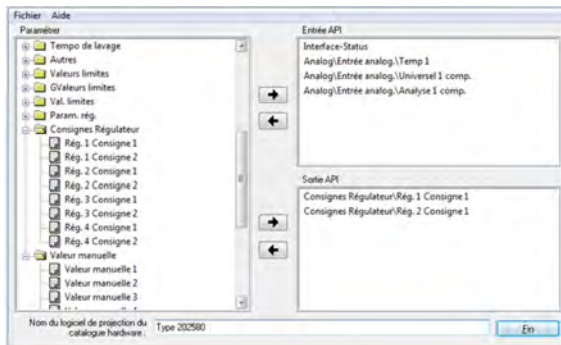 Fichier Aide
Paramétrer
Tempo de lavage
Autres
Valeurs limites
GValeurs limites
Val. limites
Param. rég.
Consignes Régulateur
Rég. 1 Consigne 1
Rég. 1 Consigne 2
Rég. 2 Consigne 1
Rég. 2 Consigne 2
Rég. 3 Consigne 1
Rég. 3 Consigne 2
Rég. 4 Consigne 1
Rég. 4 Consigne 2
Valeur manuelle
Valeur manuelle 1
Valeur manuelle 2
Valeur manuelle 3
Entrée API
Interface-Status
Analog\Entrée analog.\Temp 1
Analog\Entrée analog.\Universel 1 comp.
Analog\Entrée analog.\Analyse 1 comp.
Sortie API
Consignes Régulateur\Rég. 1 Consigne 1
Consignes Régulateur\Rég. 2 Consigne 1
Nom du logiciel de projection du
catalogue hardware :
Type 202580
Fin